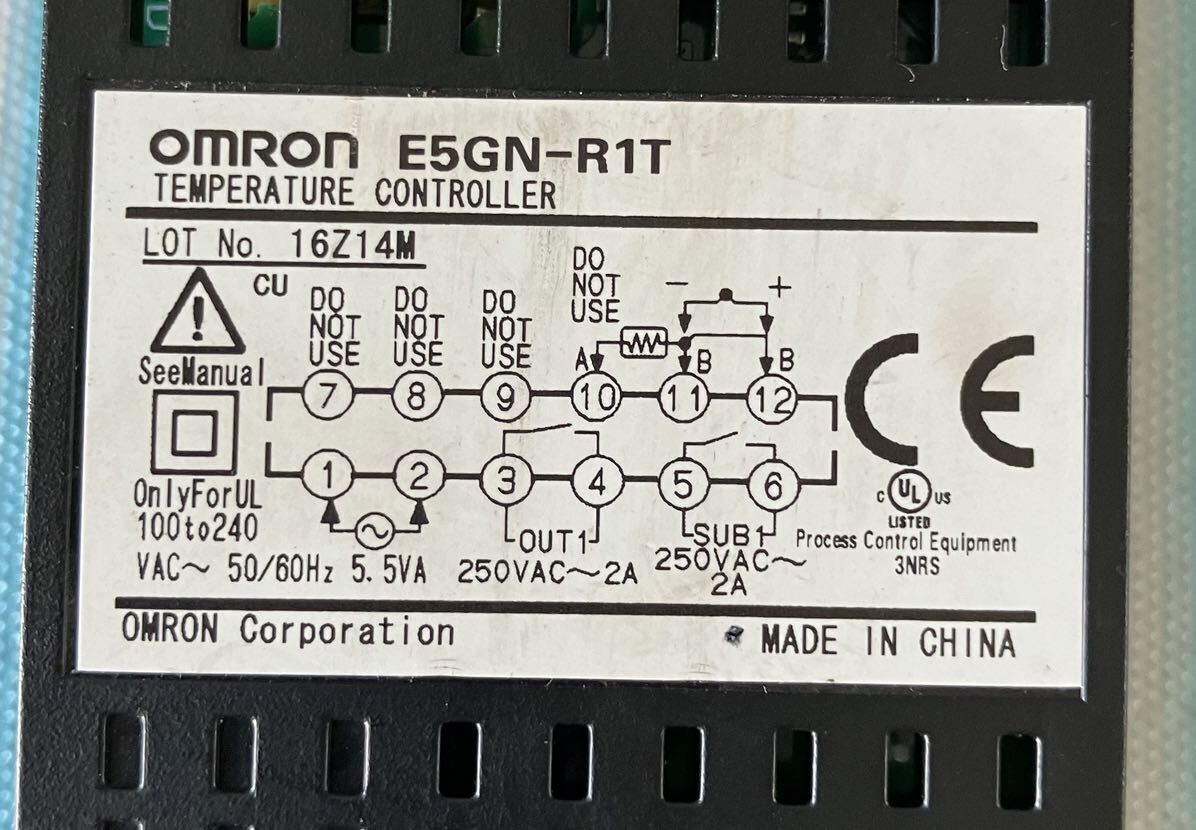 OMRON E5GN-R1T
TEMPERATURE CONTROLLER
LOT No. 16Z14M
CU
SeeManual
OnlyForUL
DO NOT USE
DO NOT USE
DO NOT USE
DO NOT USE
- +
A B B
7 8 9 10 11 12
1 2 3 4 5 6
OUT1
SUB1
100to240
VAC~ 50/60Hz 5.5VA
250VAC~2A
250VAC~
2A
CE
C UL US
LISTED
Process Control Equipment
3NRS
OMRON Corporation
MADE IN CHINA